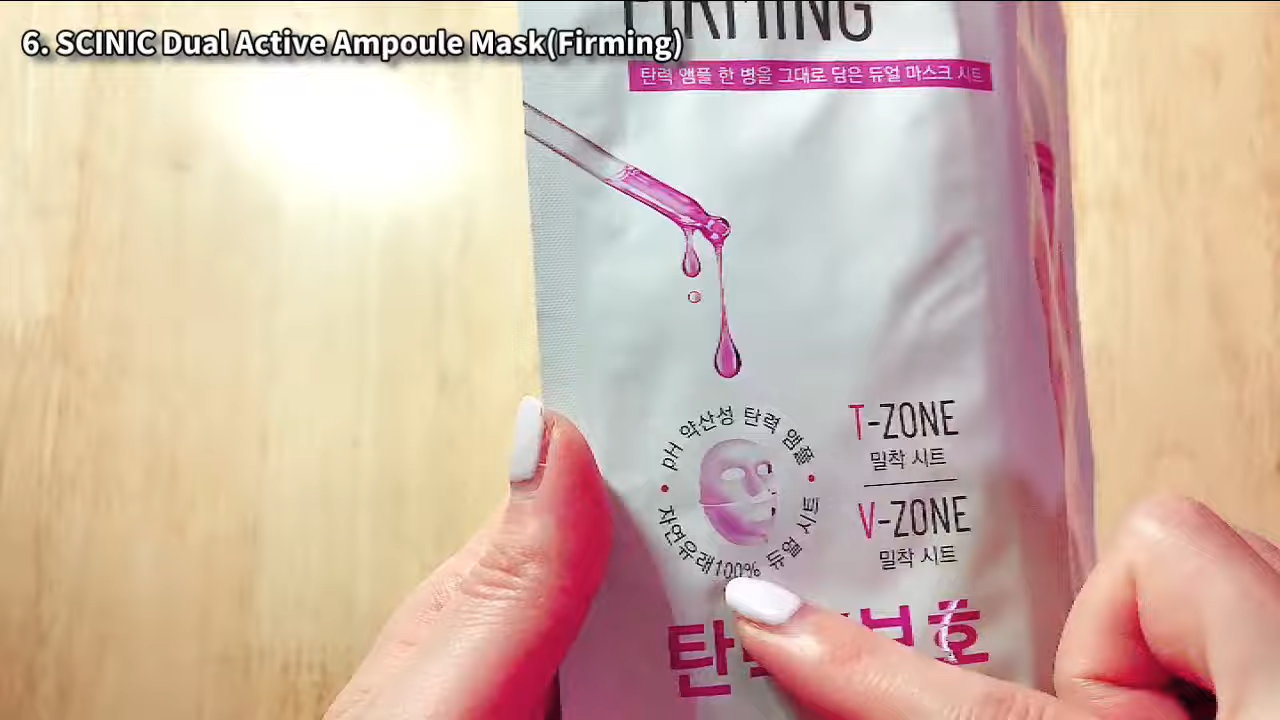 6. SCINIC Dual Active Ampoule Mask(Firming)
FIRMING
탄력 앰플 한 병을 그대로 담은 듀얼 마스크 시트
pH 약산성 탄력 앰플
자연유래100% 듀얼 시트
T-ZONE
밀착 시트
V-ZONE
밀착 시트